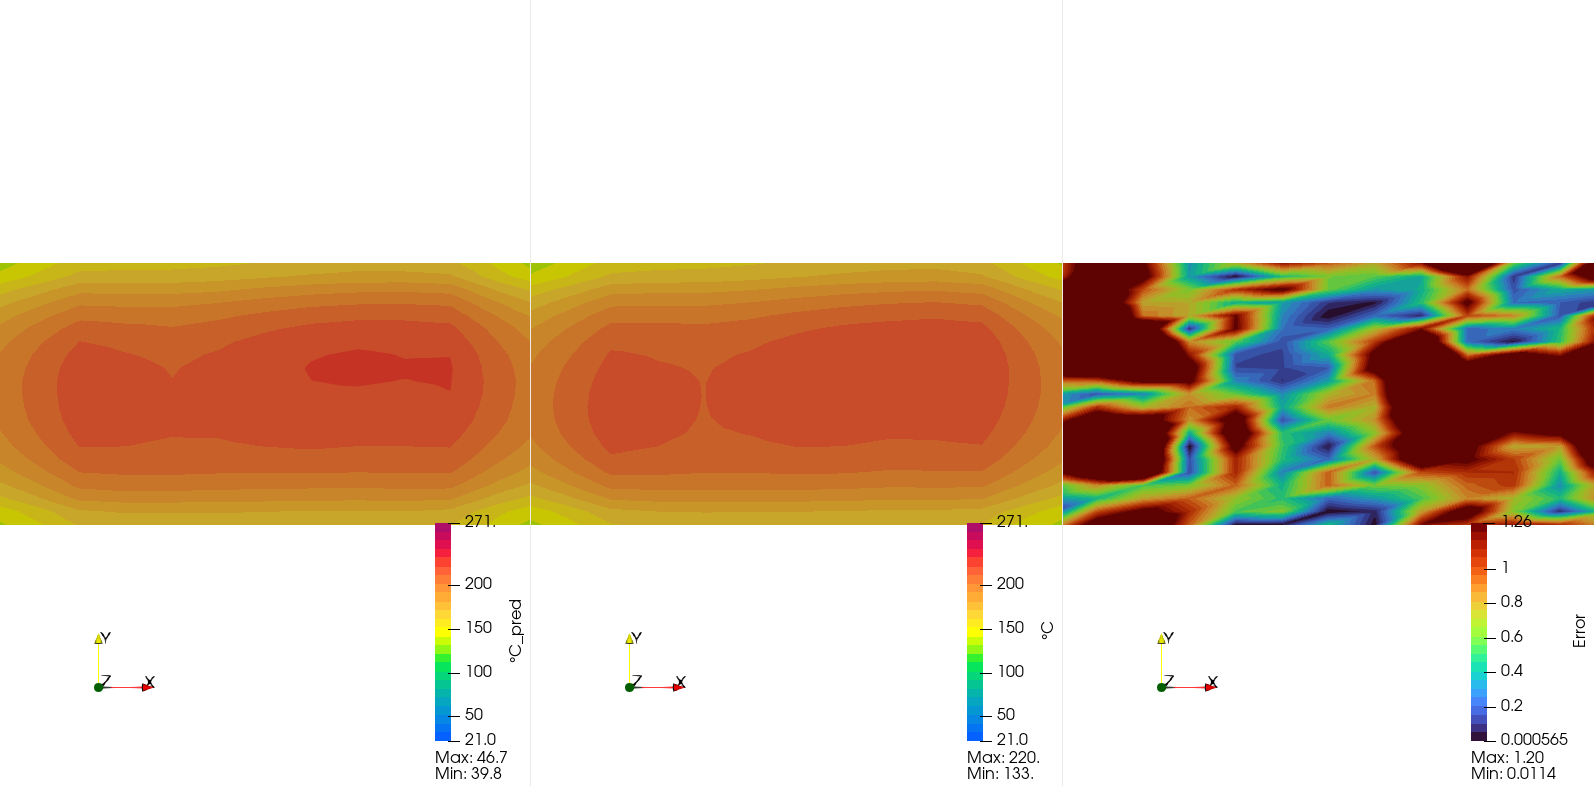 271.
200
150
100
50
21.0
°C_pred
Max: 46.7
Min: 39.8
Y
Z
X
271.
200
150
100
50
21.0
°C
Max: 220.
Min: 133.
Y
Z
X
1.26
1
0.8
0.6
0.4
0.2
0.000565
Error
Max: 1.20
Min: 0.0114
Y
Z
X